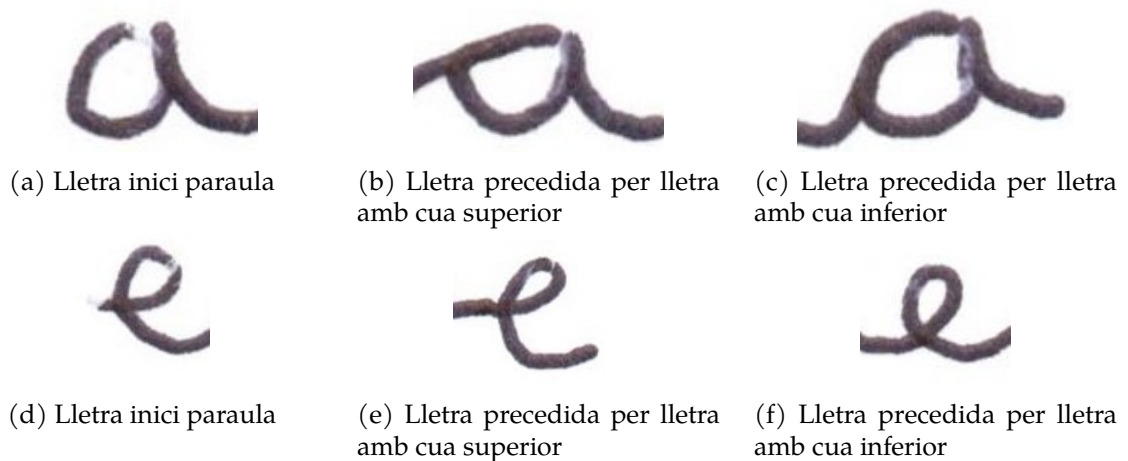 a a a
(a) Lletra inici paraula
(b) Lletra precedida per lletra
amb cua superior
(c) Lletra precedida per lletra
amb cua inferior
e e e
(d) Lletra inici paraula
(e) Lletra precedida per lletra
amb cua superior
(f) Lletra precedida per lletra
amb cua inferior